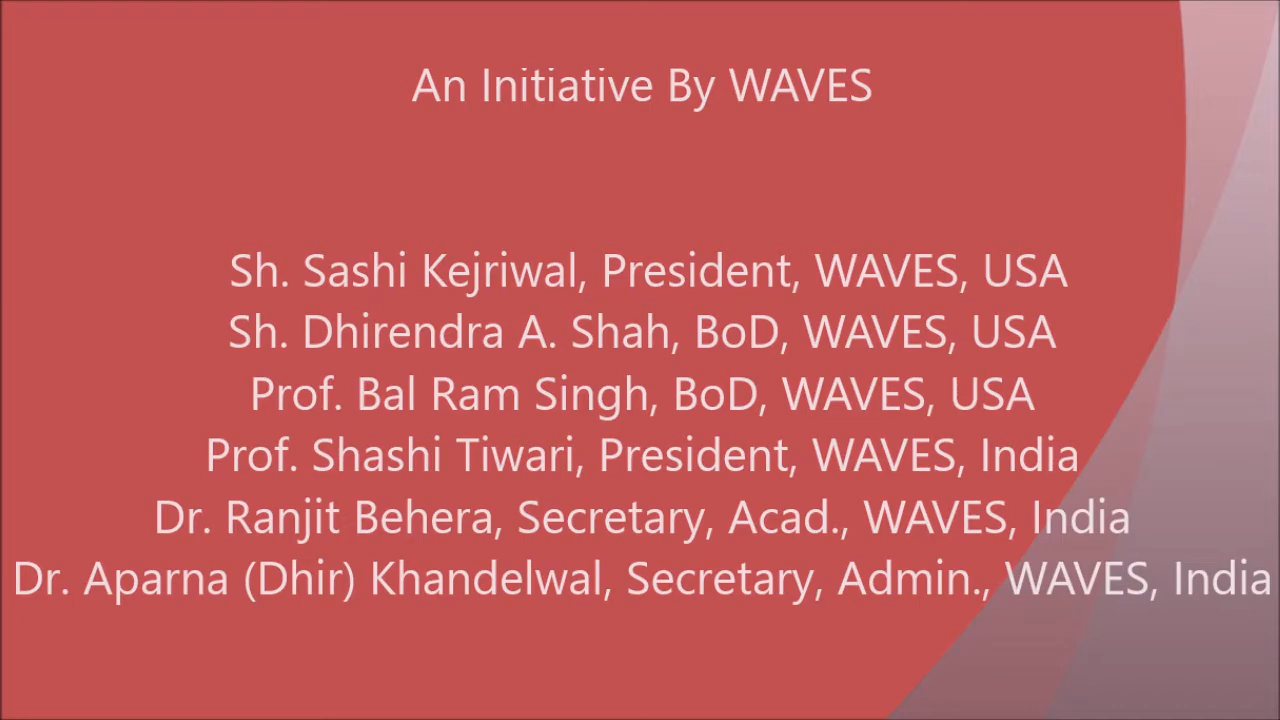 An Initiative By WAVES
Sh. Sashi Kejriwal, President, WAVES, USA
Sh. Dhirendra A. Shah, BoD, WAVES, USA
Prof. Bal Ram Singh, BoD, WAVES, USA
Prof. Shashi Tiwari, President, WAVES, India
Dr. Ranjit Behera, Secretary, Acad., WAVES, India
Dr. Aparna (Dhir) Khandelwal, Secretary, Admin., WAVES, India